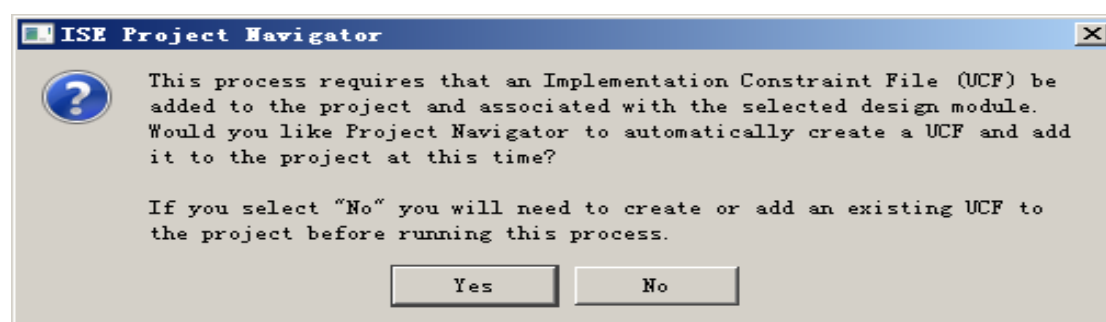 ISE Project Navigator
This process requires that an Implementation Constraint File (UCF) be
added to the project and associated with the selected design module.
Would you like Project Navigator to automatically create a UCF and add
it to the project at this time?
If you select "No" you will need to create or add an existing UCF to
the project before running this process.
Yes
No